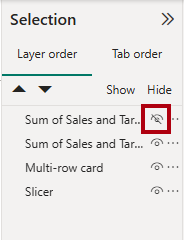 Selection
Layer order Tab order
Show Hide
Sum of Sales and Tar...
Sum of Sales and Tar...
Multi-row card
Slicer